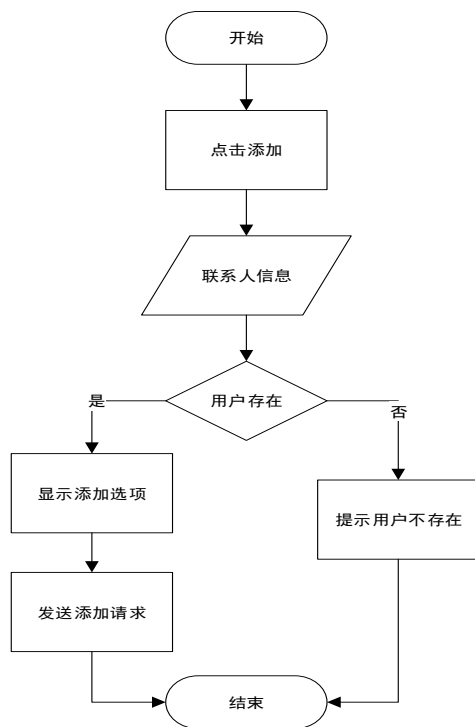 开始
点击添加
联系人信息
用户存在
是
否
显示添加选项
提示用户不存在
发送添加请求
结束